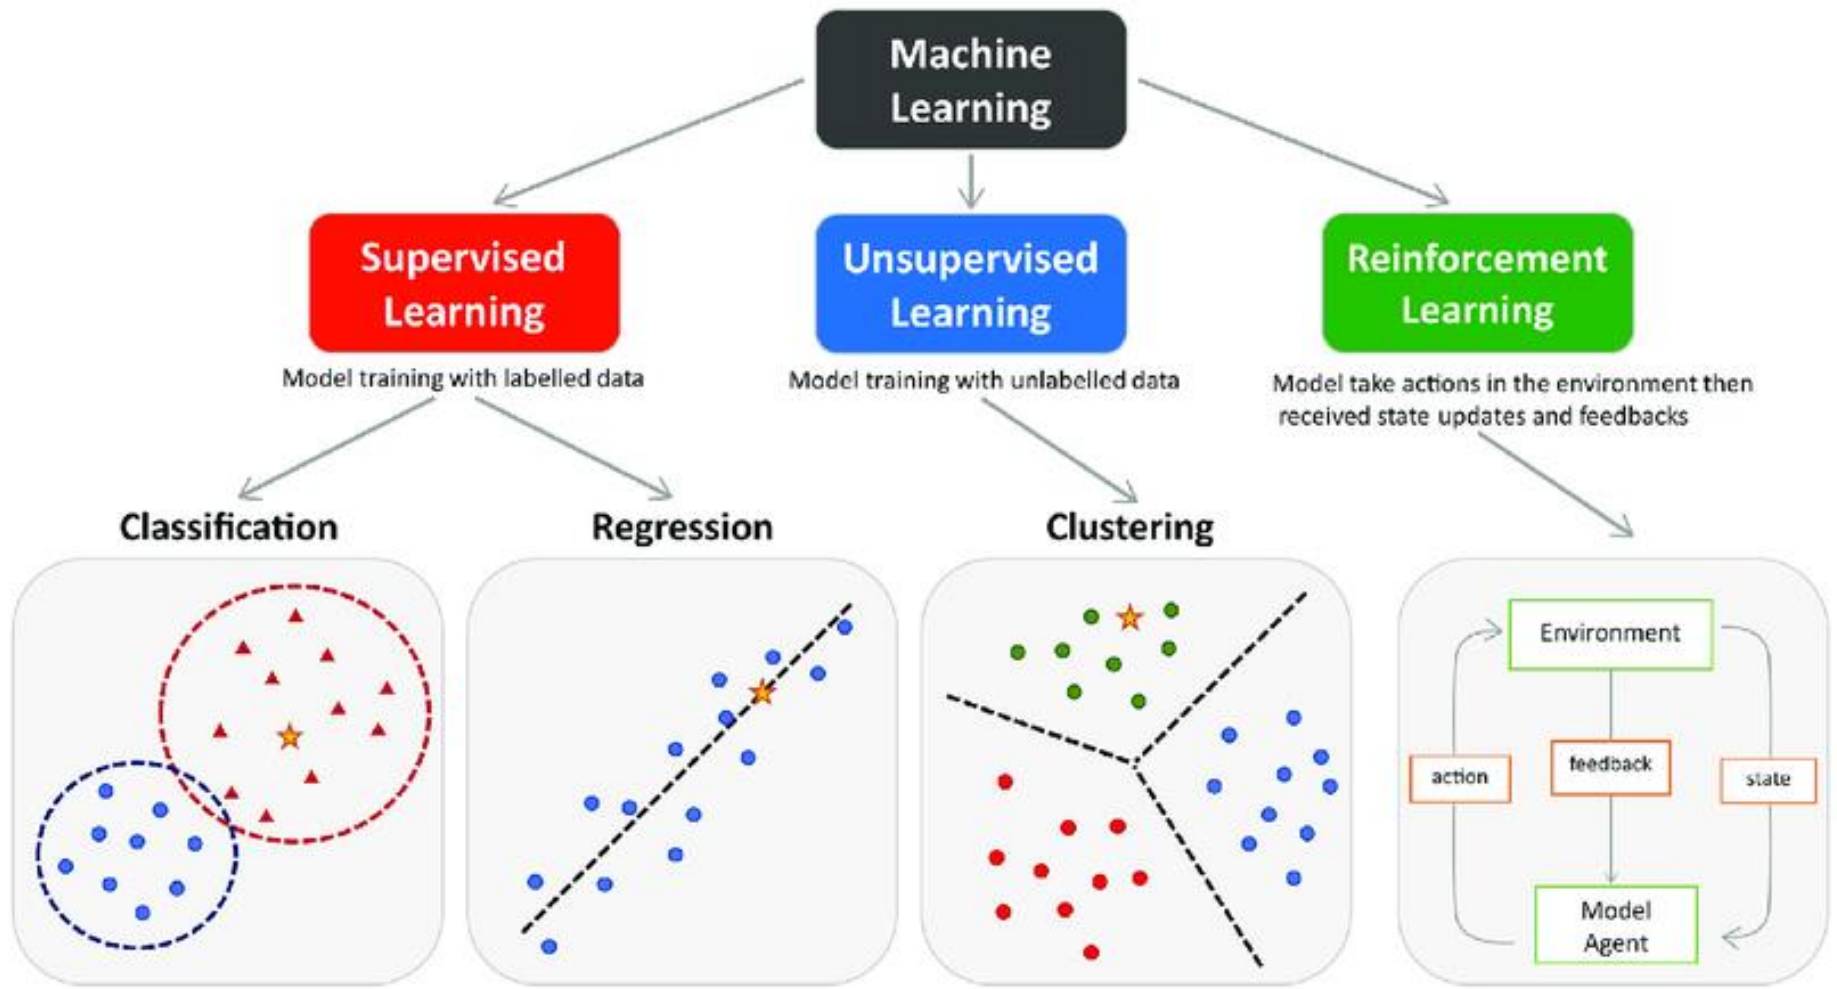 Machine
Learning
Supervised
Learning
Unsupervised
Learning
Reinforcement
Learning
Model training with labelled data
Model training with unlabelled data
Model take actions in the environment then
received state updates and feedbacks
Classification
Regression
Clustering
Environment
action
feedback
state
Model
Agent